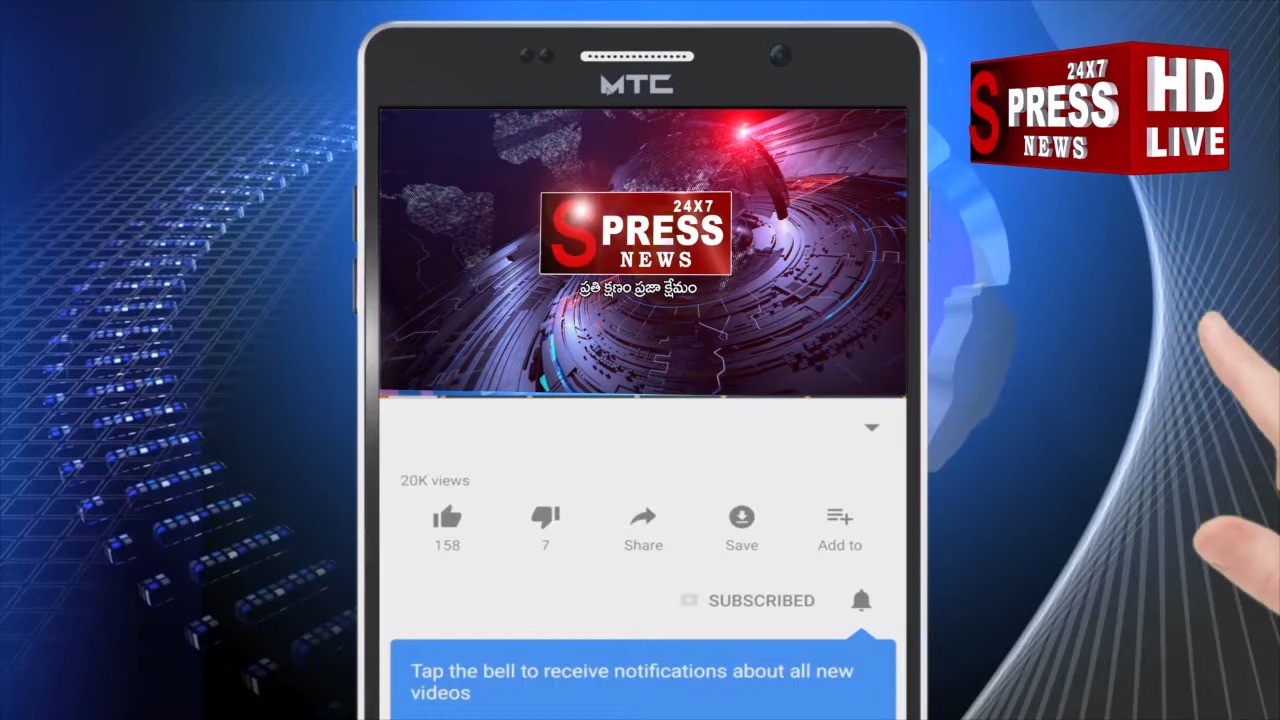 MTC
24X7
S PRESS
NEWS
ప్రతి క్షణం ప్రజా క్షేమం
24X7
S PRESS
NEWS
HD
LIVE
20K views
158
7
Share
Save
Add to
SUBSCRIBED
Tap the bell to receive notifications about all new
videos